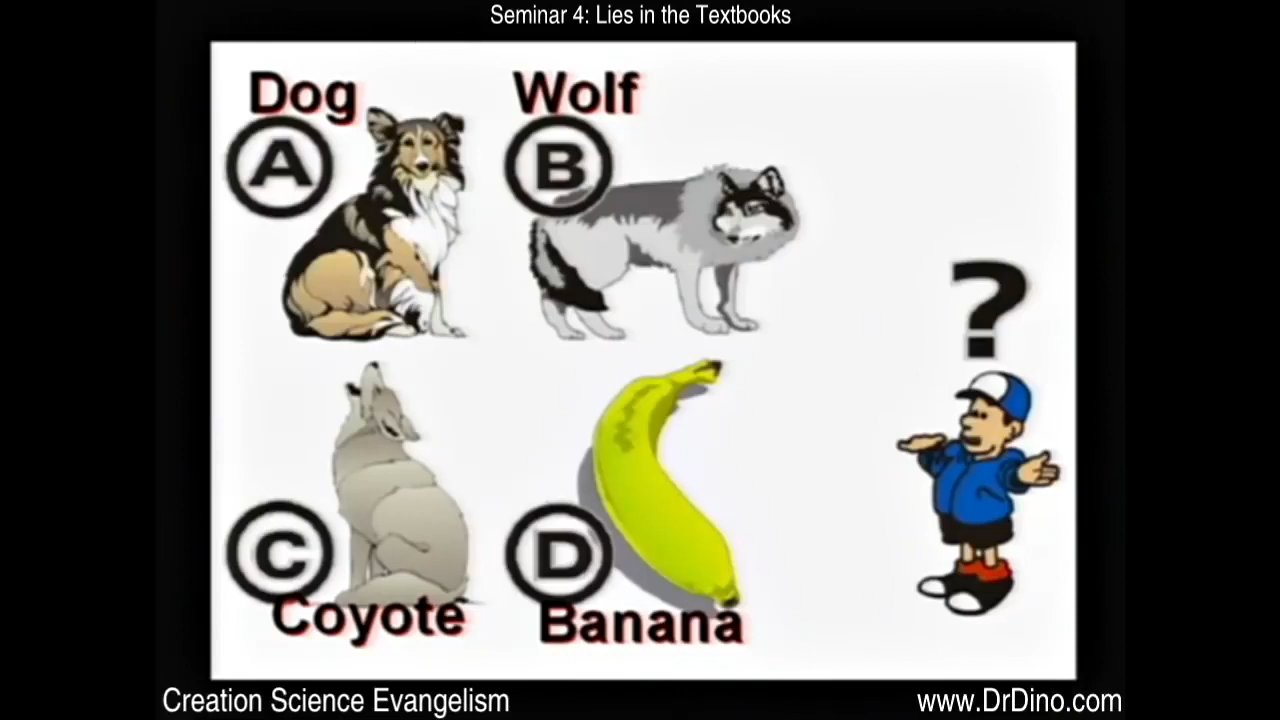 Seminar 4: Lies in the Textbooks
Dog
Wolf
A
B
?
C
D
Coyote
Banana
Creation Science Evangelism
www.DrDino.com